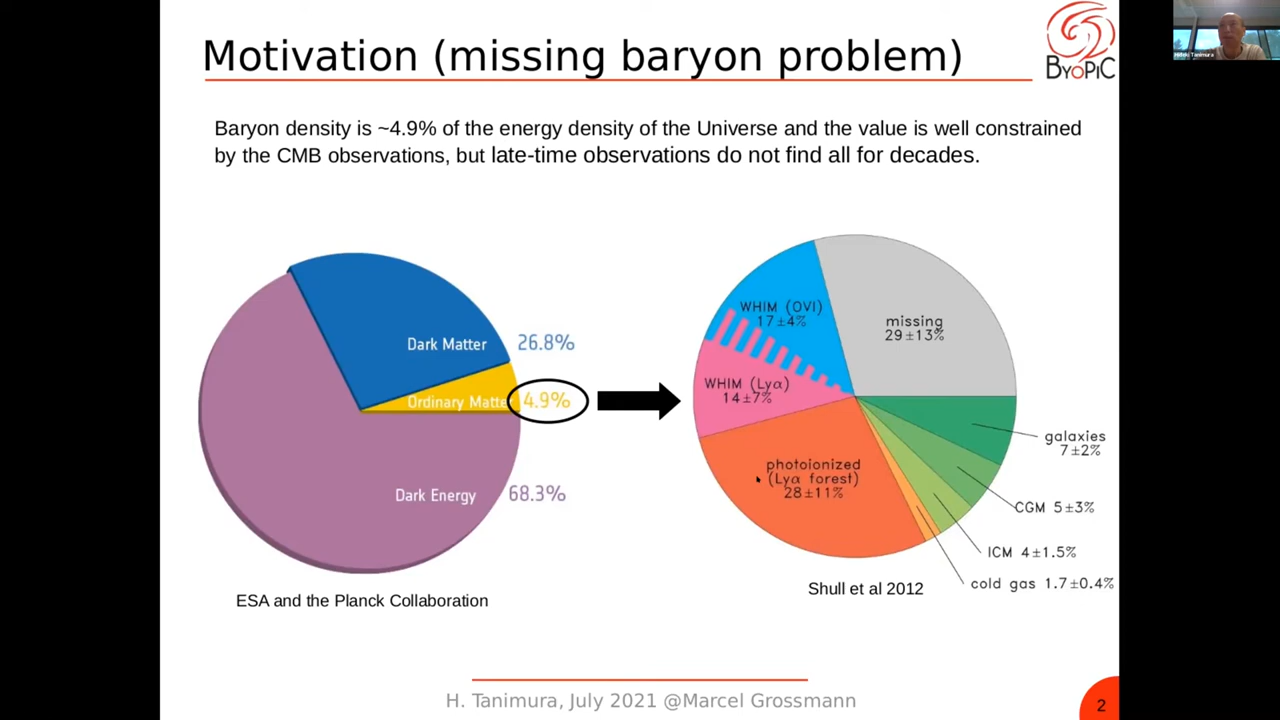 Motivation (missing baryon problem)
BYOPIC
Hideki Tanimura
Baryon density is ~4.9% of the energy density of the Universe and the value is well constrained
by the CMB observations, but late-time observations do not find all for decades.
Dark Matter
26.8%
Ordinary Matte
4.9%
Dark Energy
68.3%
ESA and the Planck Collaboration
WHIM (OVI)
17±4%
missing
29±13%
WHIM (Lyα)
14±7%
galaxies
7±2%
photoionized
(Lyα forest)
28±11%
CGM 5±3%
ICM 4±1.5%
cold gas 1.7±0.4%
Shull et al 2012
H. Tanimura, July 2021 @Marcel Grossmann
2